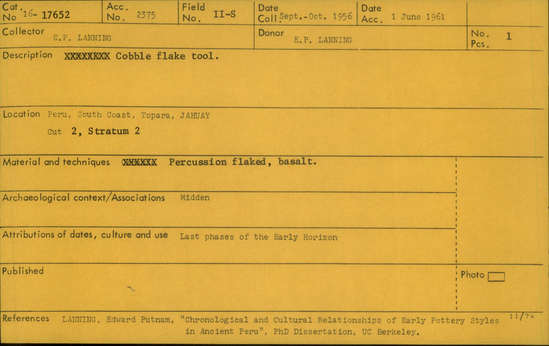 Cat. No 16-17652 Acc. No. 2375 Field No. II-S Date Coll Sept.-Oct. 1956 Date Acc. 1 June 1961
Collector E.P. LANNING Donor E.P. LANNING No. Pcs. 1
Description XXXXXXXX Cobble flake tool.
Location Peru, South Coast, Topara, JAHUAY
Cut 2, Stratum 2
Material and techniques Percussion flaked, basalt.
Archaeological context/Associations Midden
Attributions of dates, culture and use Last phases of the Early Horizon
Published Photo
References LANNING, Edward Putnam, "Chronological and Cultural Relationships of Early Pottery Styles
in Ancient Peru", PhD Dissertation, UC Berkeley.